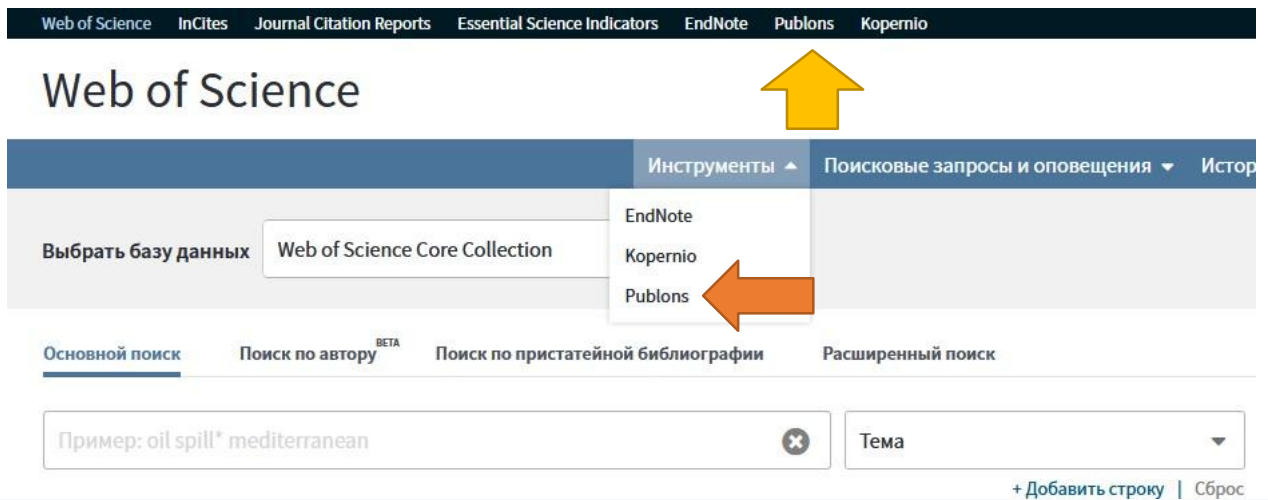 Web of Science InCites Journal Citation Reports Essential Science Indicators EndNote Publons Kopernio
Web of Science
Инструменты Поисковые запросы и оповещения Истор
EndNote
Выбрать базу данных Web of Science Core Collection
Kopernio
Publons
Основной поиск Поиск по автору BETA Поиск по пристатейной библиографии Расширенный поиск
Пример: oil spill* mediterranean Тема
+ Добавить строку | Сброс